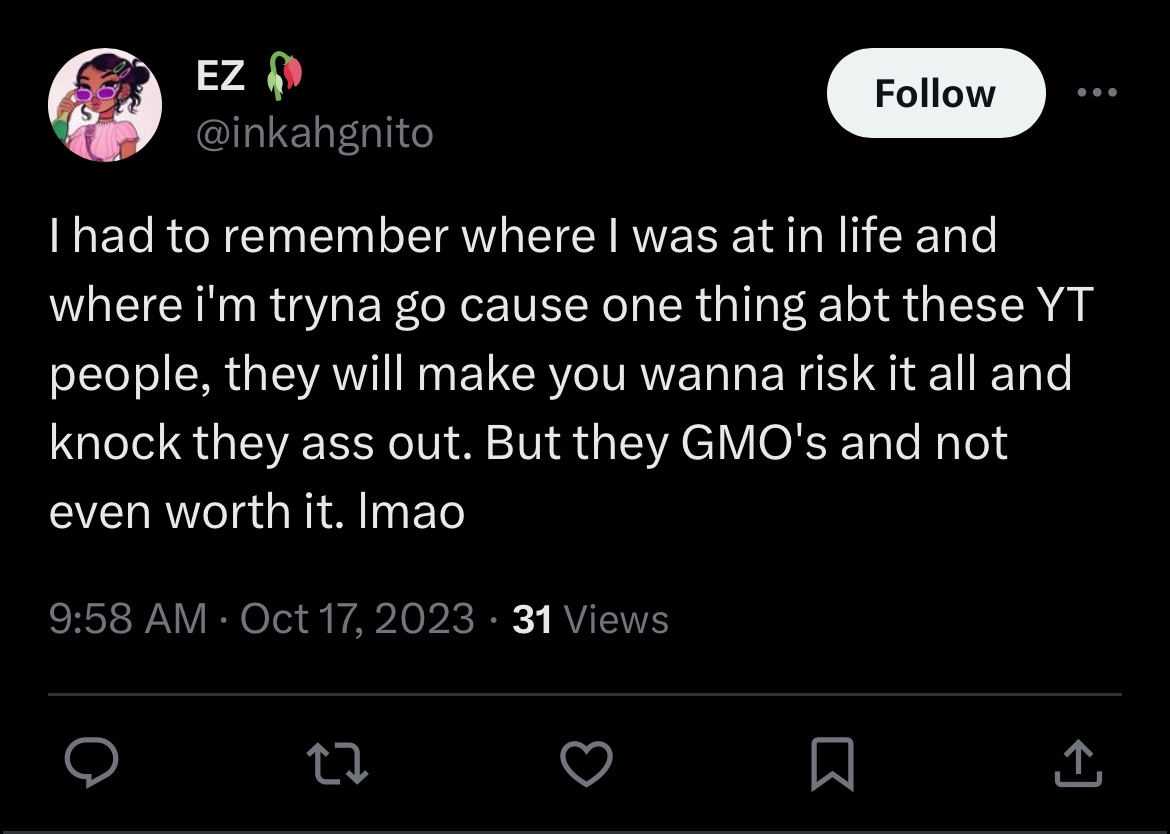 EZ 🥀
@inkahgnito
Follow
I had to remember where I was at in life and
where i'm tryna go cause one thing abt these YT
people, they will make you wanna risk it all and
knock they ass out. But they GMO's and not
even worth it. lmao
9:58 AM · Oct 17, 2023 · 31 Views